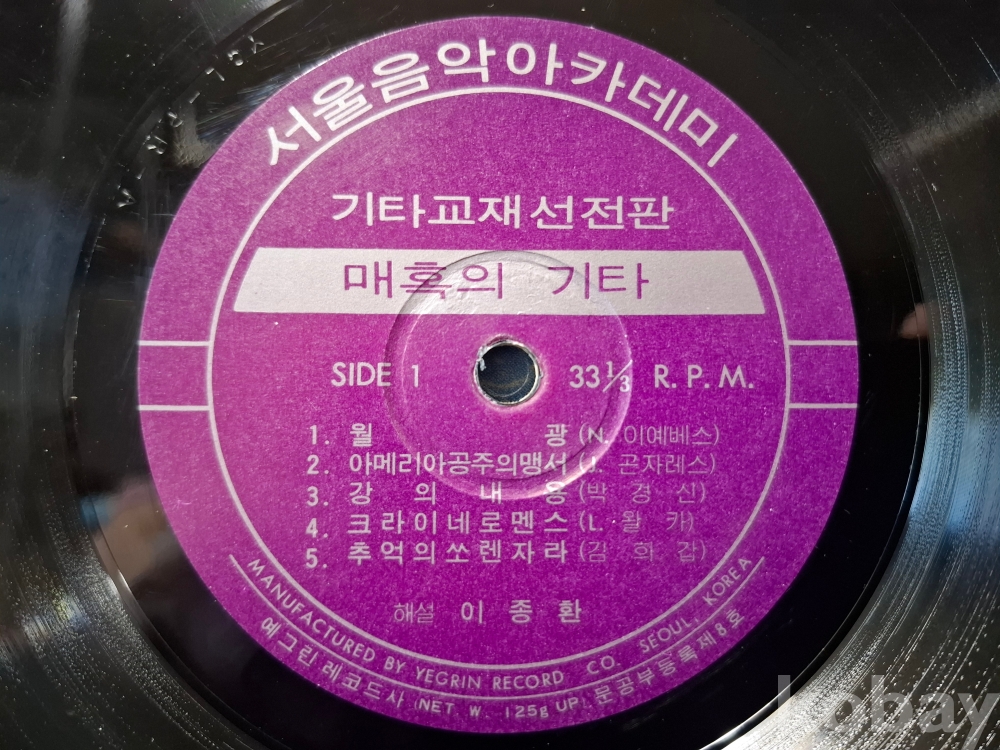 서울음악아카데미
기타교재선전판
매혹의 기타
SIDE 1 33⅓ R.P.M.
1. 월 광 (N. 이예베스)
2. 아메리아공주의맹서 (J. 곤자레스)
3. 강의내용 (박경신)
4. 크라이네로멘스 (L. 왈카)
5. 추억의쏘렌자라 (김희갑)
해설 이종환
MANUFACTURED BY YEGRIN RECORD CO. SEOUL, KOREA
예그린레코드사 (NET W. 125g UP). 문공부등록제8호
kobay